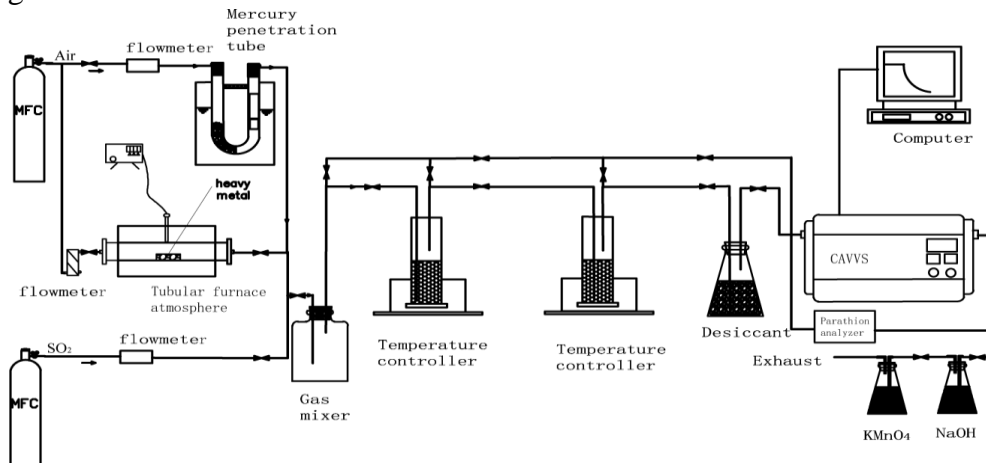 Mercury
penetration
tube
Air
flowmeter
MFC
Computer
heavy
metal
CAVVS
flowmeter
Tubular furnace
atmosphere
Desiccant
Parathion
analyzer
SO₂
flowmeter
Temperature
controller
Temperature
controller
Exhaust
MFC
Gas
mixer
KMnO₄
NaOH